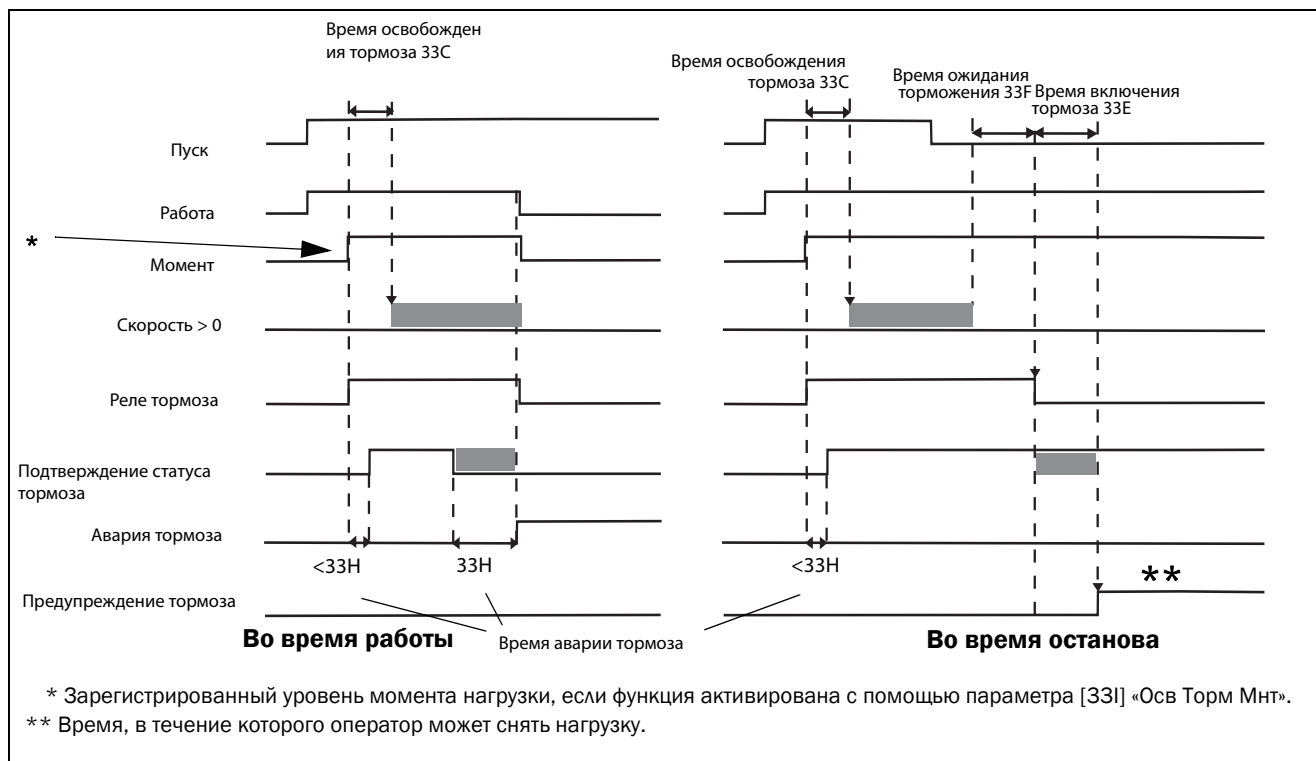 Время освобожден
ия тормоза 33C
Время освобождения
тормоза 33C
Время ожидания
торможения 33F
Время включения
тормоза 33E
Пуск
Работа
*
Момент
Скорость > 0
Реле тормоза
Подтверждение статуса
тормоза
Авария тормоза
<33H
33H
<33H
**
Предупреждение тормоза
Во время работы
Время аварии тормоза
Во время останова
* Зарегистрированный уровень момента нагрузки, если функция активирована с помощью параметра [33I] «Осв Торм Мнт».
** Время, в течение которого оператор может снять нагрузку.